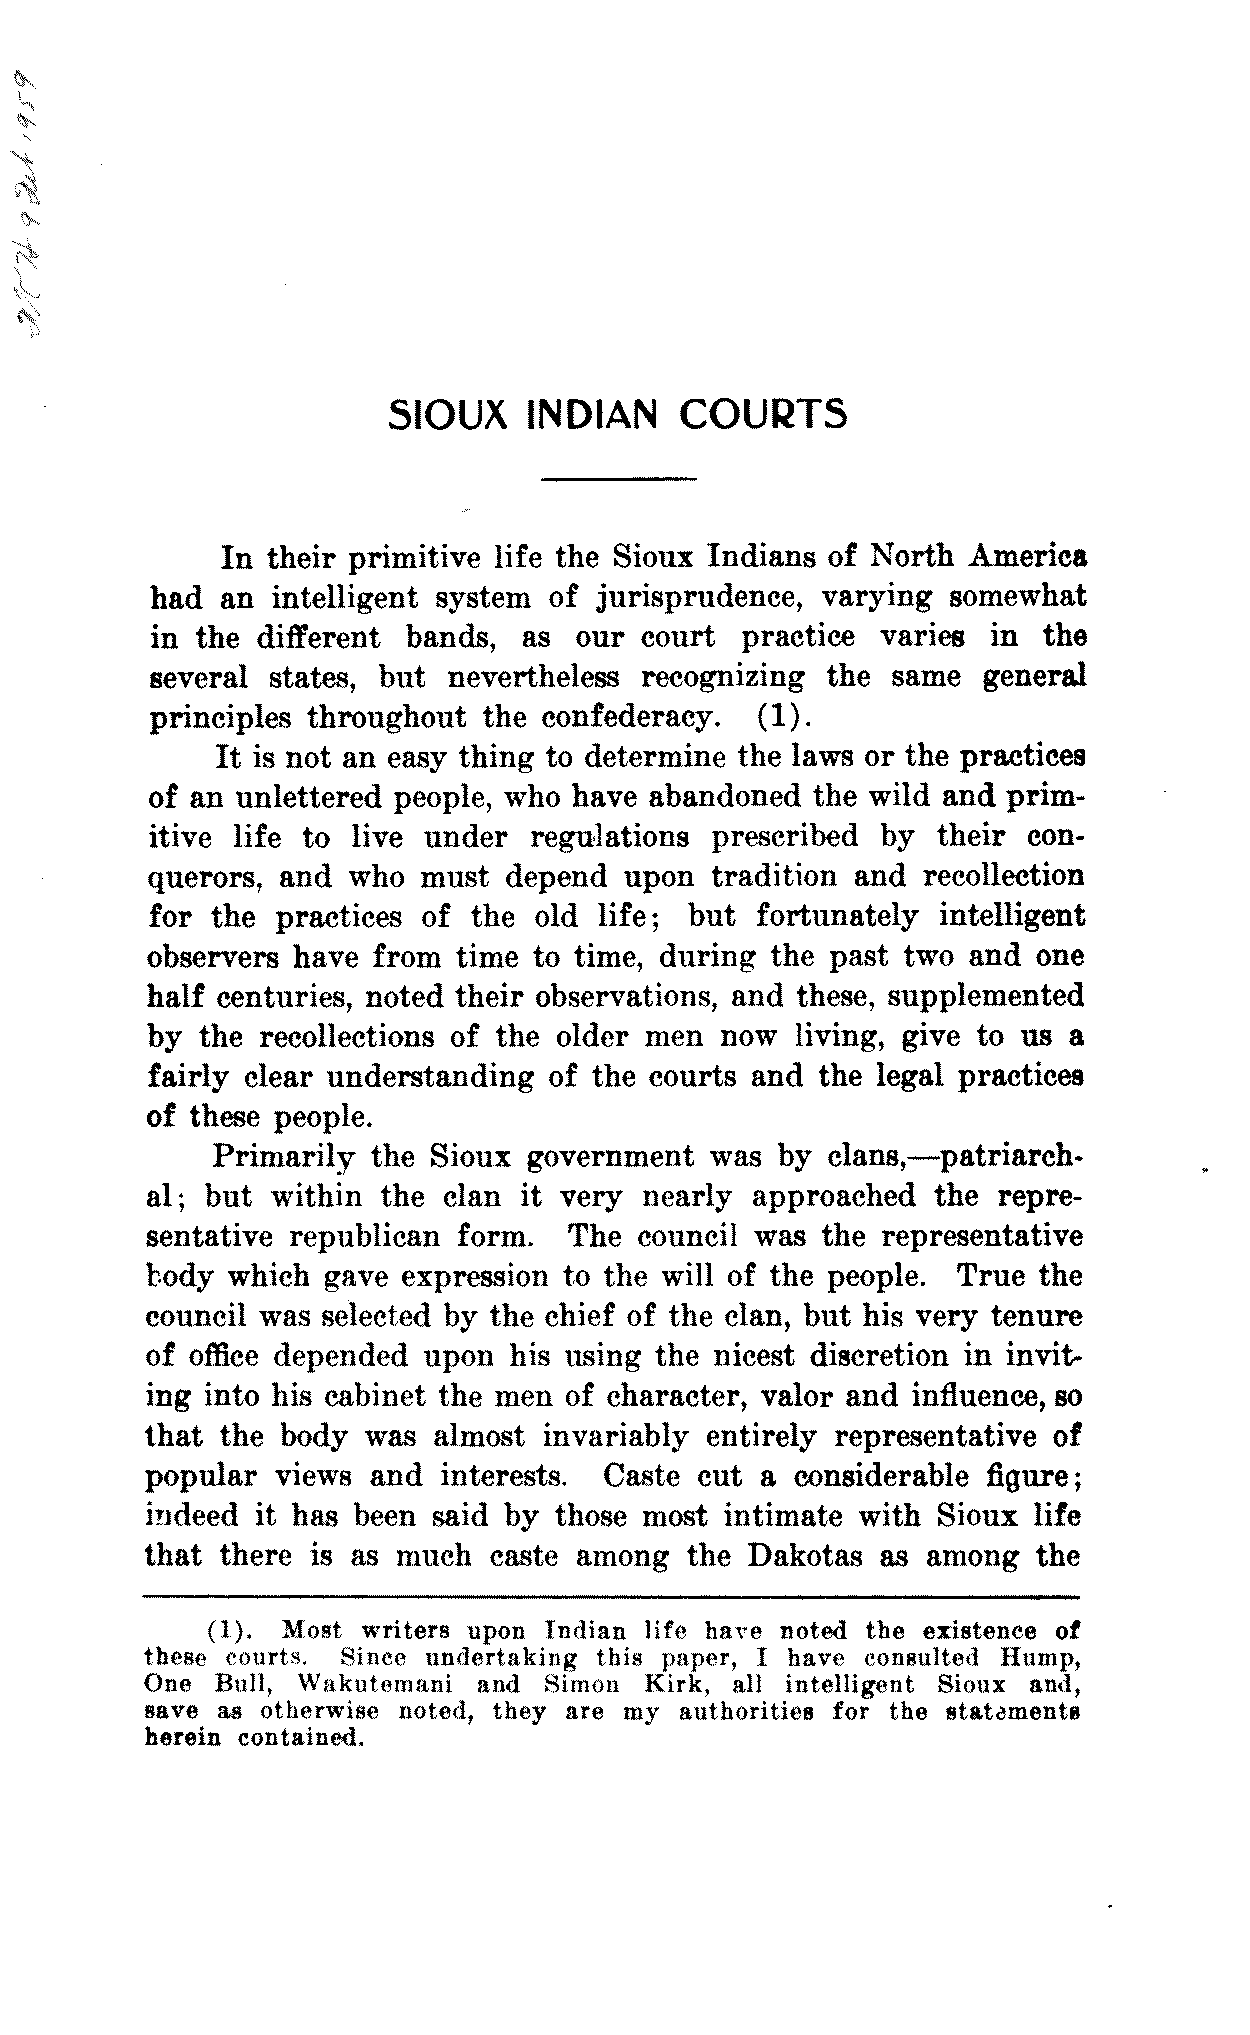 SIOUX INDIAN COURTS
In their primitive life the Sioux Indians of North America
had an intelligent system of jurisprudence, varying somewhat
in the different bands, as our court practice varies in the
several states, but nevertheless recognizing the same general
principles throughout the confederacy. (1).
It is not an easy thing to determine the laws or the practices
of an unlettered people, who have abandoned the wild and prim-
itive life to live under regulations prescribed by their con-
querors, and who must depend upon tradition and recollection
for the practices of the old life; but fortunately intelligent
observers have from time to time, during the past two and one
half centuries, noted their observations, and these, supplemented
by the recollections of the older men now living, give to us a
fairly clear understanding of the courts and the legal practices
of these people.
Primarily the Sioux government was by clans,—patriarch-
al; but within the clan it very nearly approached the repre-
sentative republican form. The council was the representative
body which gave expression to the will of the people. True the
council was selected by the chief of the clan, but his very tenure
of office depended upon his using the nicest discretion in invit-
ing into his cabinet the men of character, valor and influence, so
that the body was almost invariably entirely representative of
popular views and interests. Caste cut a considerable figure;
indeed it has been said by those most intimate with Sioux life
that there is as much caste among the Dakotas as among the
(1). Most writers upon Indian life have noted the existence of
these courts. Since undertaking this paper, I have consulted Hump,
One Bull, Wakutemani and Simon Kirk, all intelligent Sioux and,
save as otherwise noted, they are my authorities for the statements
herein contained.